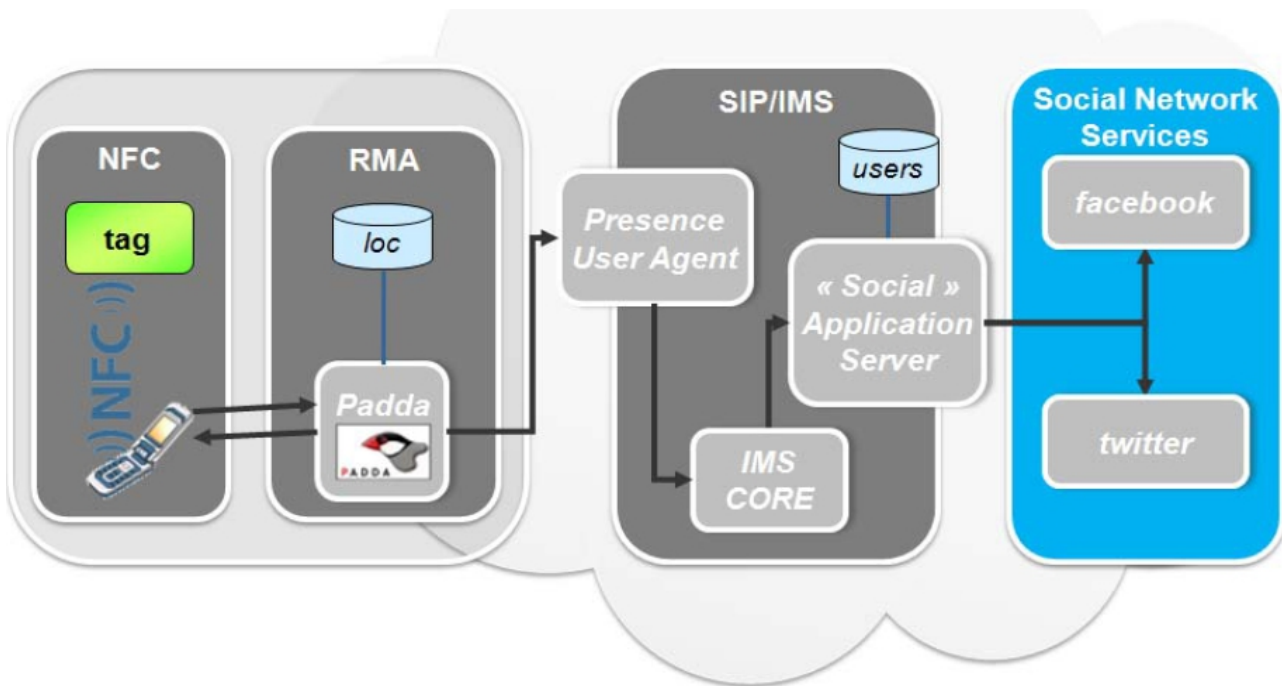 NFC
tag
NFC
RMA
loc
Padda
PADDA
SIP/IMS
users
Presence
User Agent
« Social »
Application
Server
IMS
CORE
Social Network
Services
facebook
twitter